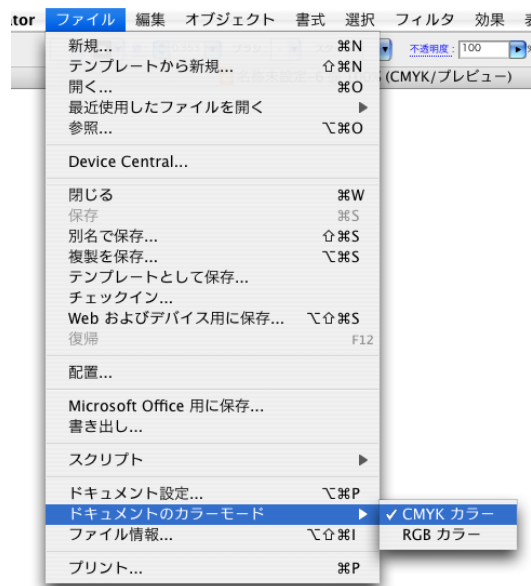 tor ファイル 編集 オブジェクト 書式 選択 フィルタ 効果
不透明度: 100
(CMYK/プレビュー)
新規... ⌘N
テンプレートから新規... ⇧⌘N
開く... ⌘O
最近使用したファイルを開く ▶
参照... ⌥⌘O
Device Central...
閉じる ⌘W
保存 ⌘S
別名で保存... ⇧⌘S
複製を保存... ⌥⌘S
テンプレートとして保存...
チェックイン...
Web およびデバイス用に保存... ⌥⇧⌘S
復帰 F12
配置...
Microsoft Office 用に保存...
書き出し...
スクリプト ▶
ドキュメント設定... ⌥⌘P
ドキュメントのカラーモード ▶ ✓ CMYK カラー
ファイル情報... ⌥⇧⌘I RGB カラー
プリント... ⌘P